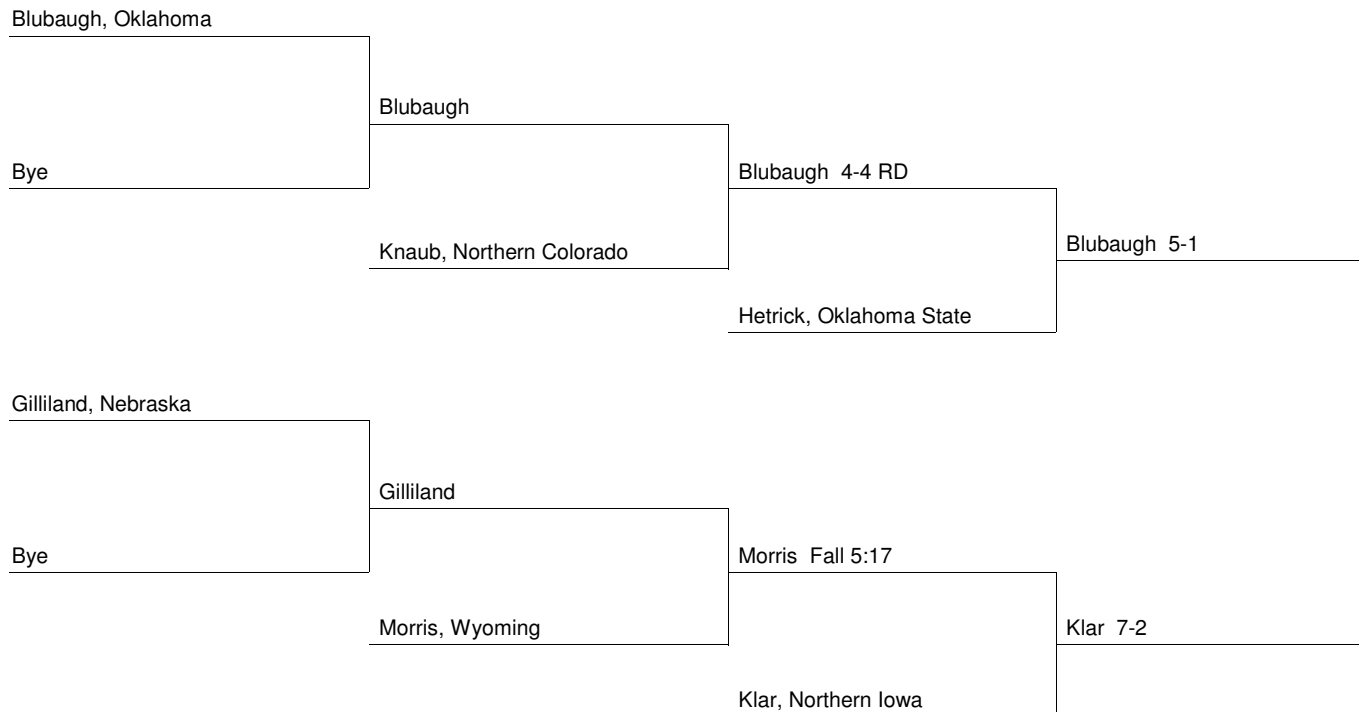 Blubaugh, Oklahoma
Blubaugh
Bye
Blubaugh 4-4 RD
Knaub, Northern Colorado
Blubaugh 5-1
Hetrick, Oklahoma State
Gilliland, Nebraska
Gilliland
Bye
Morris Fall 5:17
Morris, Wyoming
Klar 7-2
Klar, Northern Iowa